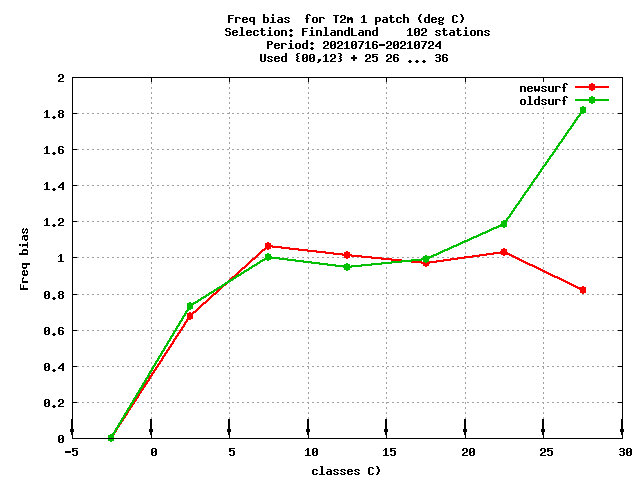 Freq bias  for T2m 1 patch (deg C)
Selection: FinlandLand    102 stations
Period: 20210716-20210724
Used {00,12} + 25 26 ... 36
newsurf
oldsurf
2
1.8
1.6
1.4
1.2
1
0.8
0.6
0.4
0.2
0
Freq bias
-5 0 5 10 15 20 25 30
classes C)